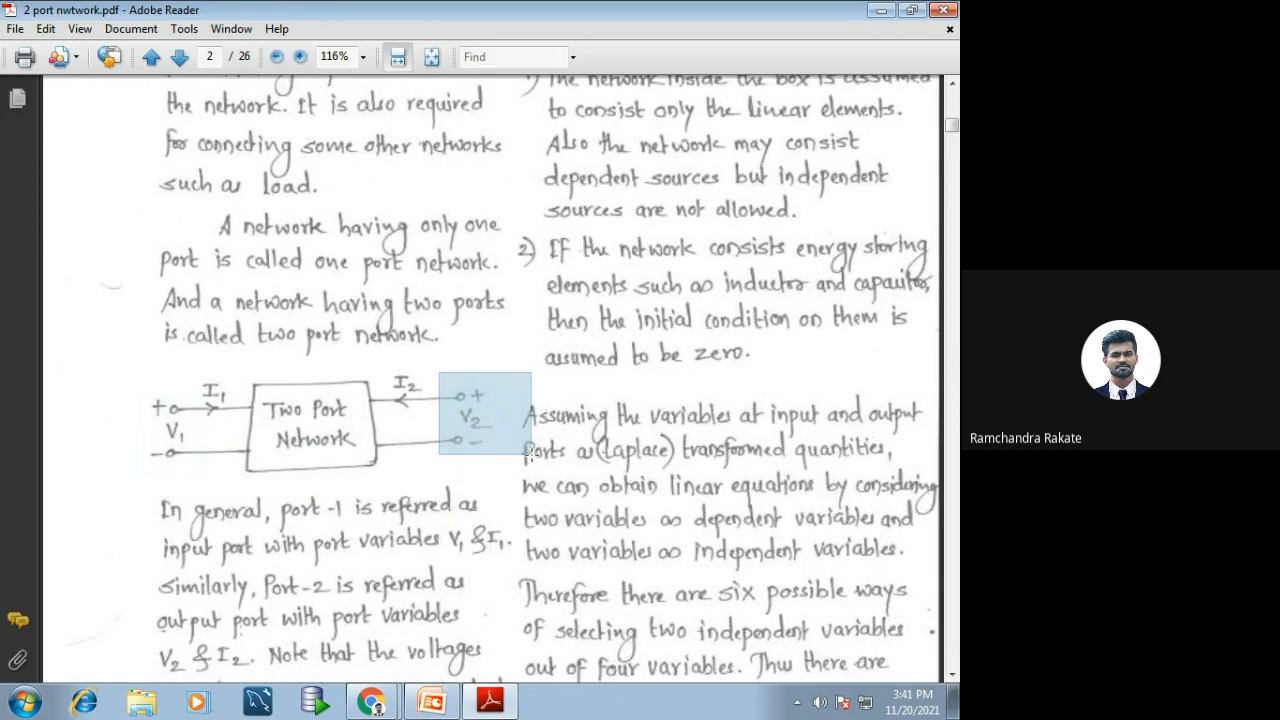 2 port nwtwork.pdf - Adobe Reader
File Edit View Document Tools Window Help
2 / 26 116% Find
the network. It is also required
for connecting some other networks
such as load.
A network having only one
port is called one port network.
And a network having two ports
is called two port network.
I1 I2
+ Two Port +
V1 Network V2
- -
In general, port-1 is referred as
input port with port variables V1 & I1.
Similarly, Port-2 is referred as
output port with port variables
V2 & I2. Note that the voltages
1) The network inside the box is assumed
to consist only the linear elements.
Also the network may consist
dependent sources but independent
sources are not allowed.
2) If the network consists energy storing
elements such as inductor and capacitor,
then the initial condition on them is
assumed to be zero.
Assuming the variables at input and output
ports as (Laplace) transformed quantities,
we can obtain linear equations by considering
two variables as dependent variables and
two variables as independent variables.
Therefore there are six possible ways
of selecting two independent variables
out of four variables. Thus there are
Ramchandra Rakate
3:41 PM
11/20/2021